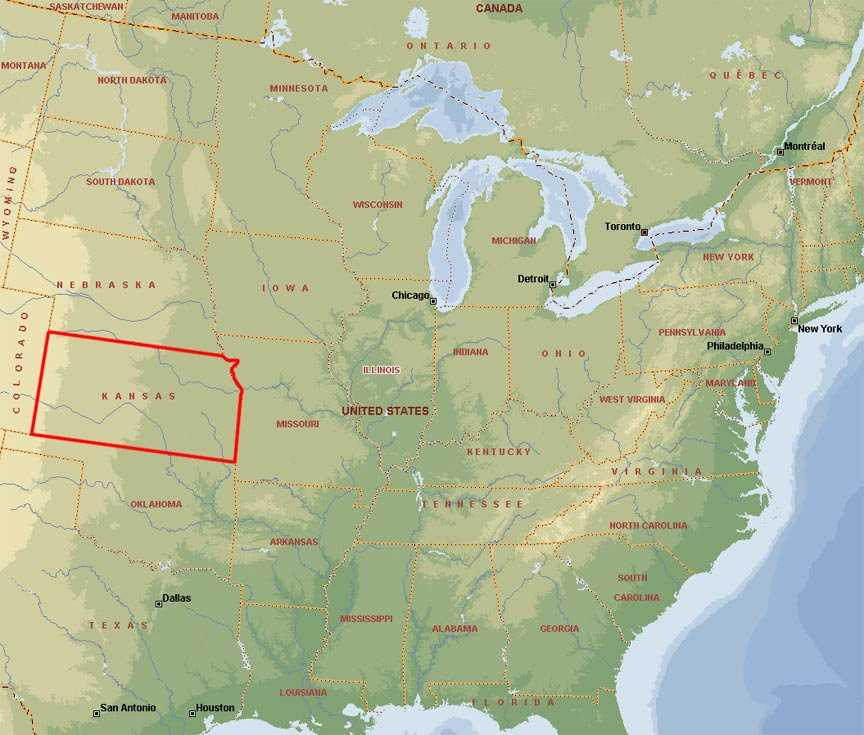 SASKATCHEWAN
MANITOBA
CANADA
ONTARIO
QUÉBEC
MONTANA
NORTH DAKOTA
MINNESOTA
Montréal
VERMONT
SOUTH DAKOTA
WYOMING
WISCONSIN
Toronto
MICHIGAN
NEW YORK
NEBRASKA
IOWA
Detroit
Chicago
New York
PENNSYLVANIA
Philadelphia
COLORADO
ILLINOIS
INDIANA
OHIO
MARYLAND
KANSAS
WEST VIRGINIA
UNITED STATES
MISSOURI
KENTUCKY
VIRGINIA
OKLAHOMA
TENNESSEE
NORTH CAROLINA
ARKANSAS
SOUTH
CAROLINA
Dallas
TEXAS
MISSISSIPPI
ALABAMA
GEORGIA
LOUISIANA
FLORIDA
San Antonio
Houston